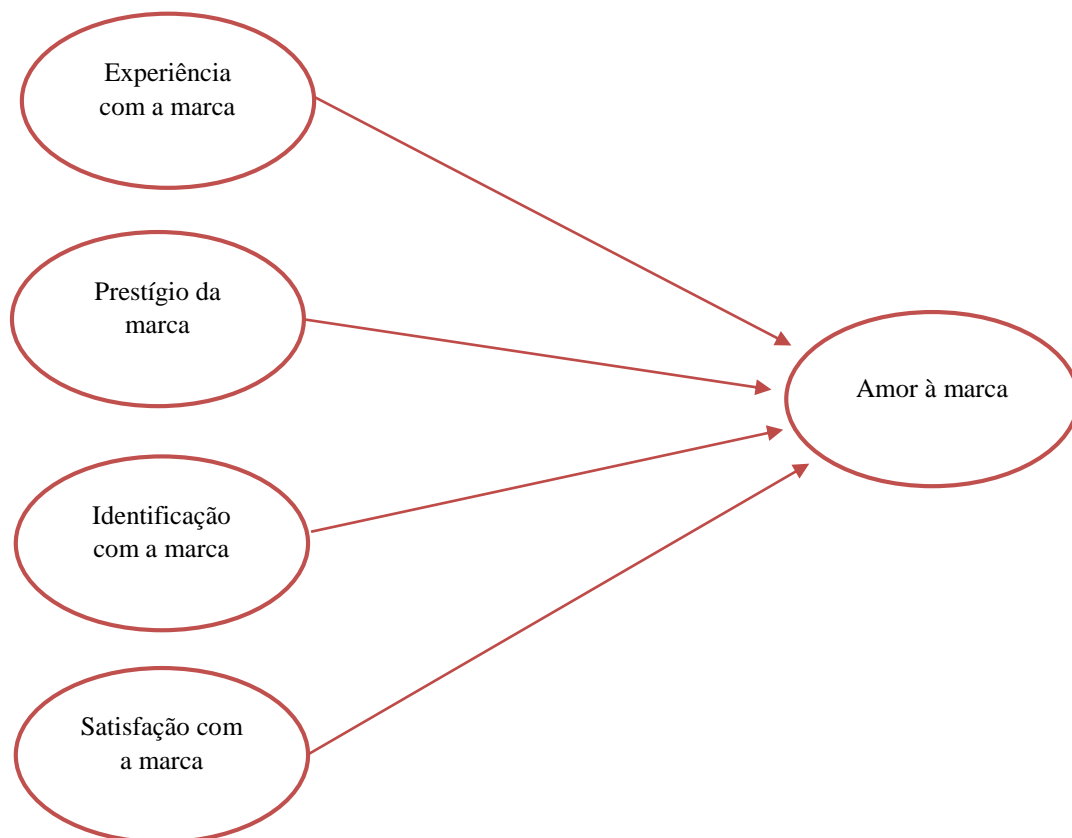 Experiência
com a marca
Prestígio da
marca
Amor à marca
Identificação
com a marca
Satisfação com
a marca